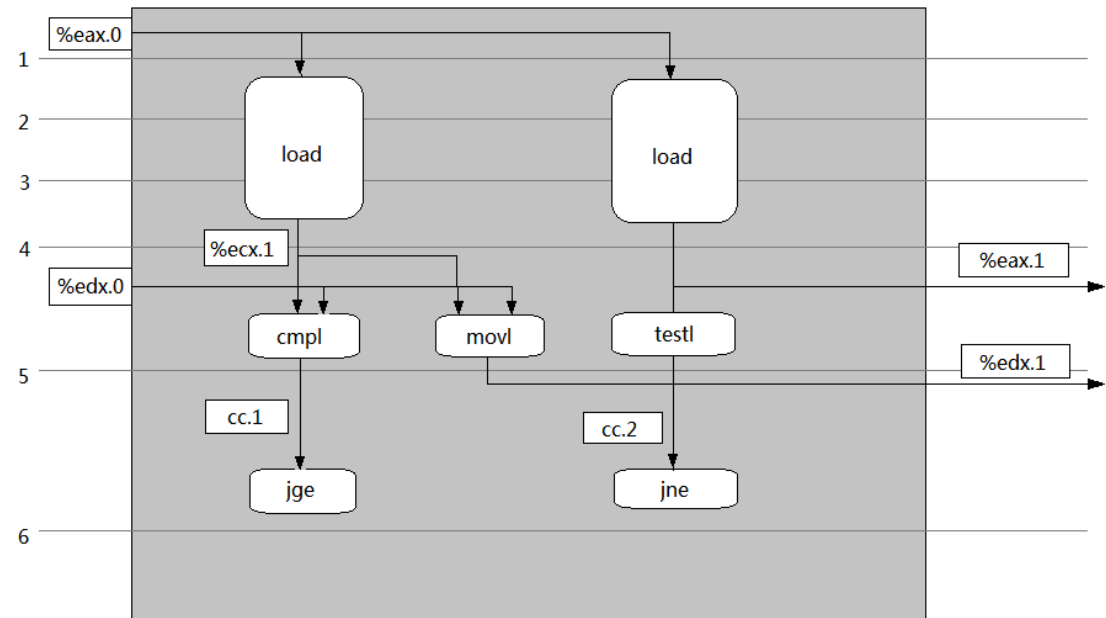 %eax.0
1
2
load
load
3
4
%ecx.1
%eax.1
%edx.0
cmpl
movl
testl
5
%edx.1
cc.1
cc.2
jge
jne
6